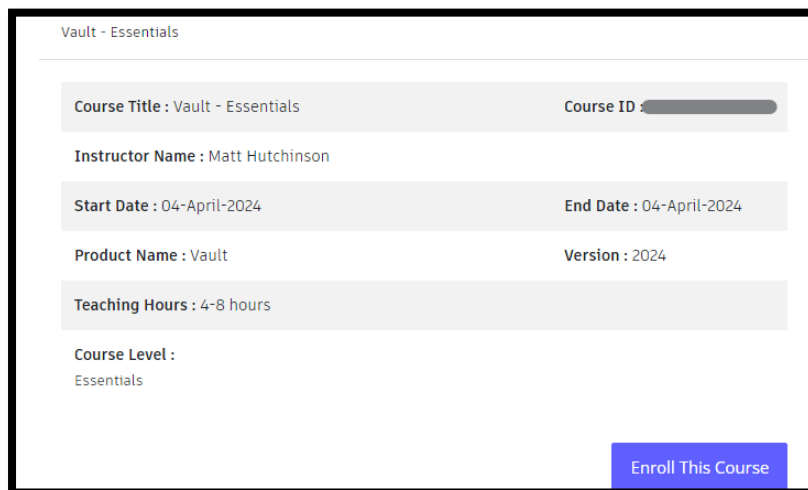 Vault - Essentials
Course Title : Vault - Essentials Course ID :
Instructor Name : Matt Hutchinson
Start Date : 04-April-2024 End Date : 04-April-2024
Product Name : Vault Version : 2024
Teaching Hours : 4-8 hours
Course Level :
Essentials
Enroll This Course